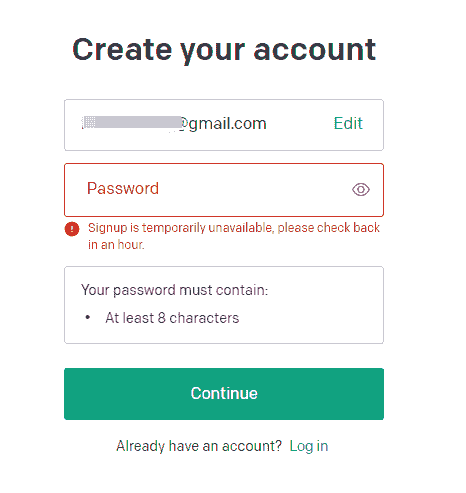 Create your account
@gmail.com Edit
Password
Signup is temporarily unavailable, please check back
in an hour.
Your password must contain:
• At least 8 characters
Continue
Already have an account? Log in